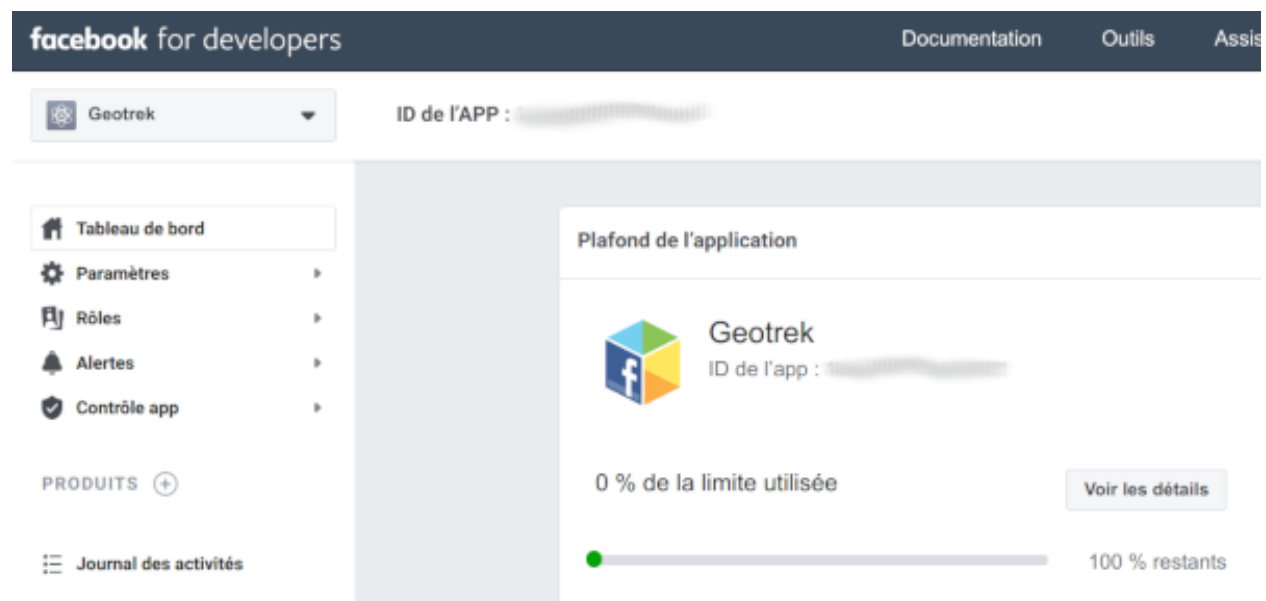 facebook for developers
Documentation Outils
Geotrek
ID de l'APP :
Tableau de bord
Paramètres
Rôles
Alertes
Contrôle app
PRODUITS
Journal des activités
Plafond de l'application
Geotrek
ID de l'app :
0 % de la limite utilisée
Voir les détails
100 % restants